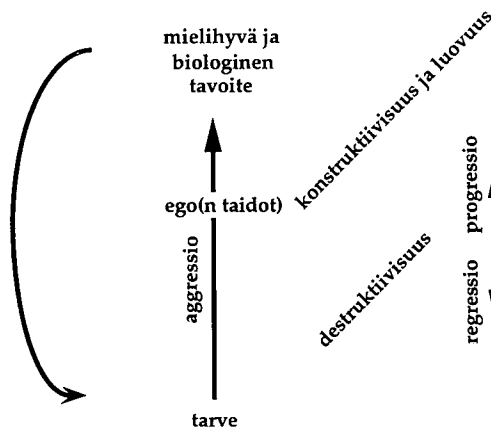 mielihyvä ja
biologinen
tavoite
ego(n taidot)
aggressio
tarve
konstruktiivisuus ja luovuus
destruktiivisuus
progressio
regressio